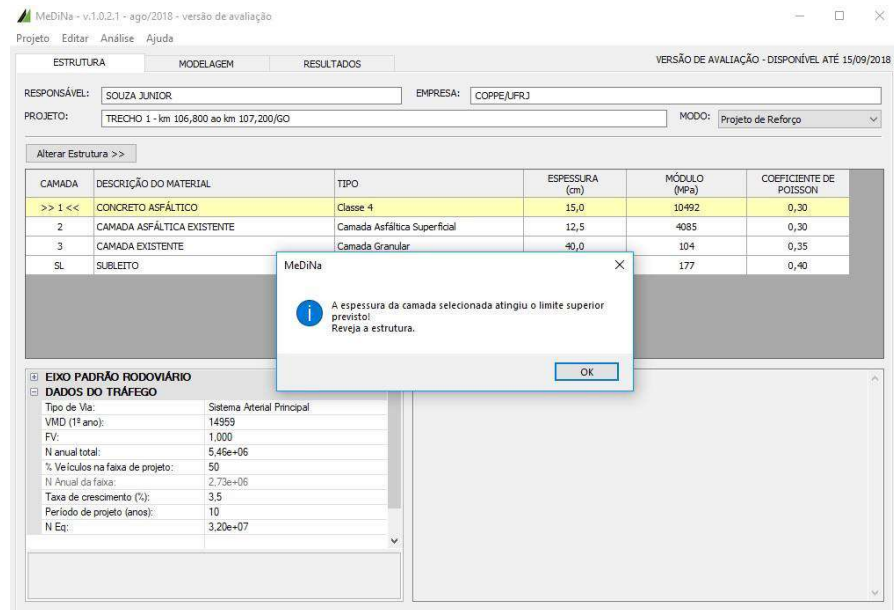 MeDiNa - v.1.0.2.1 - ago/2018 - versão de avaliação
Projeto Editar Análise Ajuda
ESTRUTURA MODELAGEM RESULTADOS VERSÃO DE AVALIAÇÃO - DISPONÍVEL ATÉ 15/09/2018
RESPONSÁVEL: SOUZA JUNIOR EMPRESA: COPPE/UFRJ
PROJETO: TRECHO 1 - km 106,800 ao km 107,200/GO MODO: Projeto de Reforço
Alterar Estrutura >>
CAMADA DESCRIÇÃO DO MATERIAL TIPO ESPESSURA (cm) MÓDULO (MPa) COEFICIENTE DE POISSON
>> 1 << CONCRETO ASFÁLTICO Classe 4 15,0 10492 0,30
2 CAMADA ASFÁLTICA EXISTENTE Camada Asfáltica Superficial 12,5 4085 0,30
3 CAMADA EXISTENTE Camada Granular 40,0 104 0,35
SL SUBLEITO 177 0,40
MeDiNa
A espessura da camada selecionada atingiu o limite superior
previsto!
Reveja a estrutura.
OK
EIXO PADRÃO RODOVIÁRIO
DADOS DO TRÁFEGO
Tipo de Via: Sistema Arterial Principal
VMD (1º ano): 14959
FV: 1,000
N anual total: 5,46e+06
% Veículos na faixa de projeto: 50
N Anual da faixa: 2,73e+06
Taxa de crescimento (%): 3,5
Período de projeto (anos): 10
N Eq: 3,20e+07